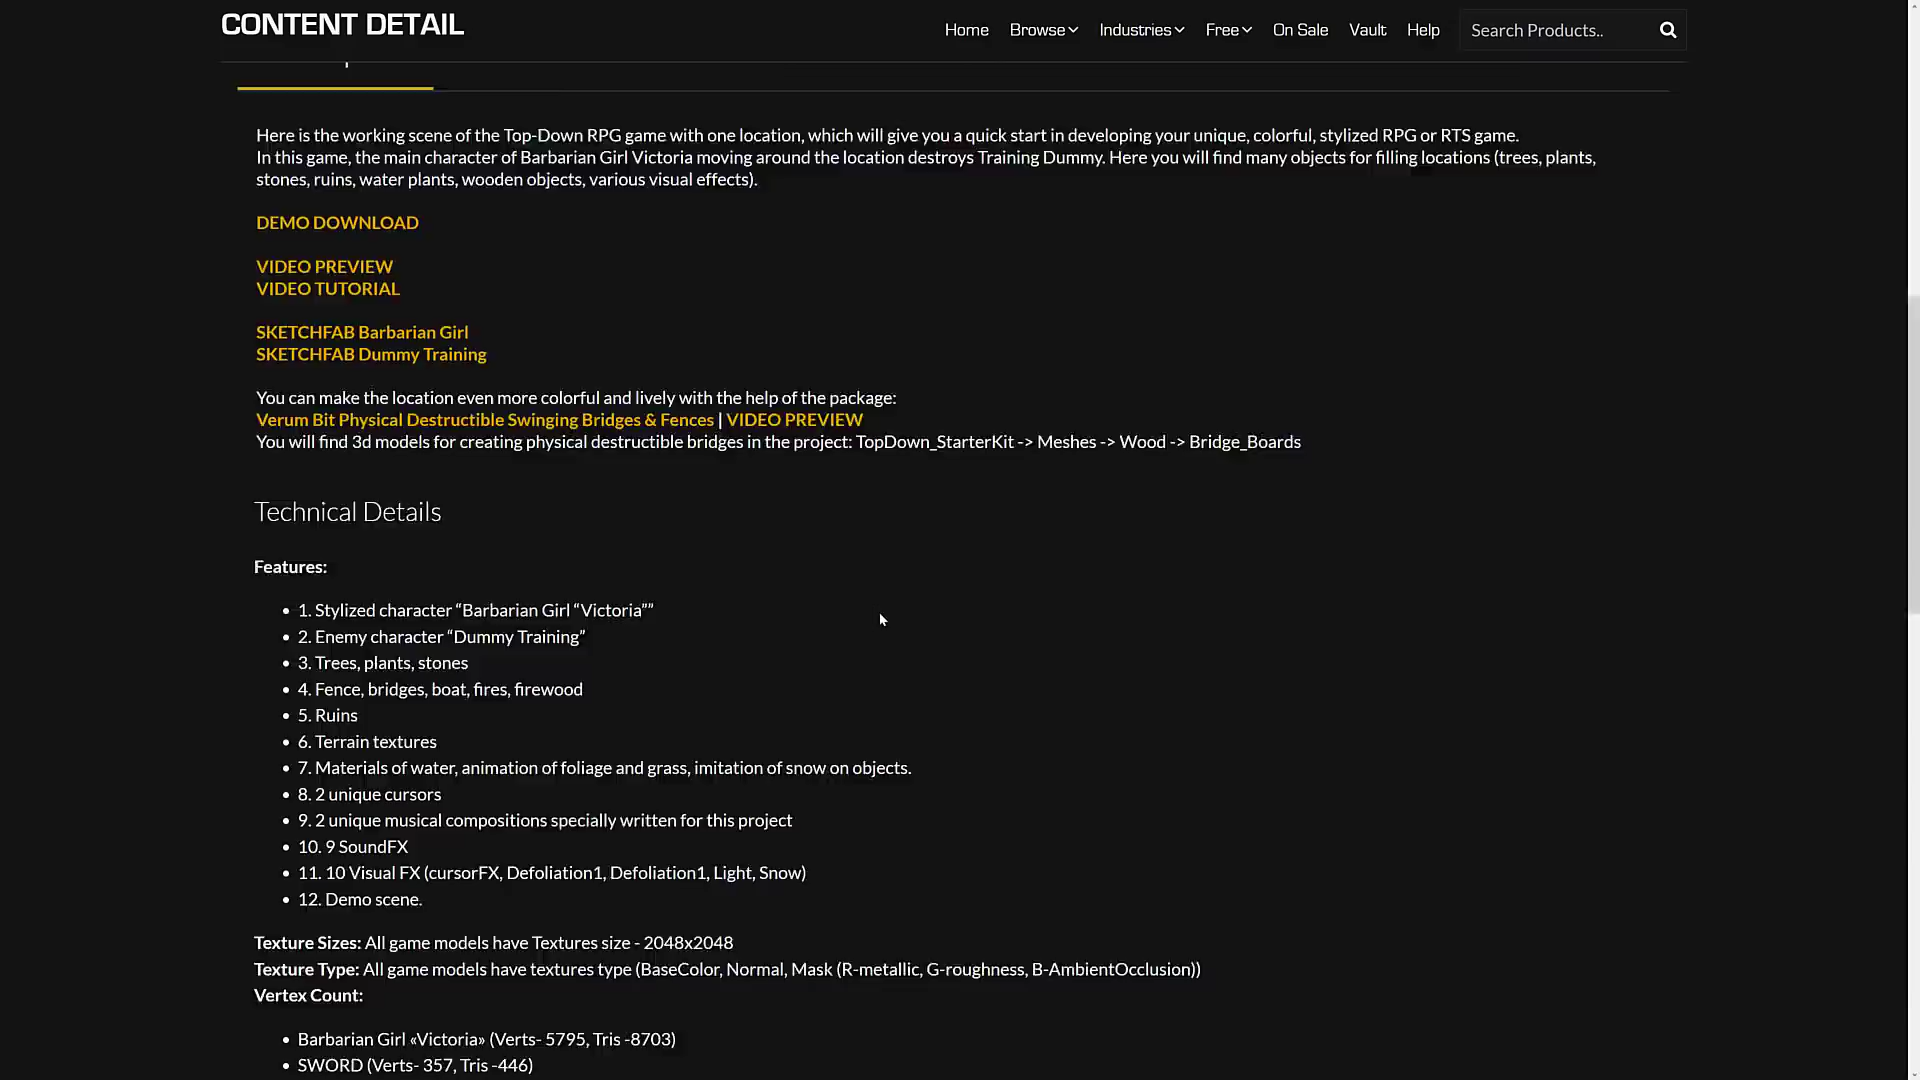 CONTENT DETAIL
Home Browse Industries Free On Sale Vault Help Search Products..
Here is the working scene of the Top-Down RPG game with one location, which will give you a quick start in developing your unique, colorful, stylized RPG or RTS game.
In this game, the main character of Barbarian Girl Victoria moving around the location destroys Training Dummy. Here you will find many objects for filling locations (trees, plants,
stones, ruins, water plants, wooden objects, various visual effects).
DEMO DOWNLOAD
VIDEO PREVIEW
VIDEO TUTORIAL
SKETCHFAB Barbarian Girl
SKETCHFAB Dummy Training
You can make the location even more colorful and lively with the help of the package:
Verum Bit Physical Destructible Swinging Bridges & Fences | VIDEO PREVIEW
You will find 3d models for creating physical destructible bridges in the project: TopDown_StarterKit -> Meshes -> Wood -> Bridge_Boards
Technical Details
Features:
• 1. Stylized character “Barbarian Girl “Victoria””
• 2. Enemy character “Dummy Training”
• 3. Trees, plants, stones
• 4. Fence, bridges, boat, fires, firewood
• 5. Ruins
• 6. Terrain textures
• 7. Materials of water, animation of foliage and grass, imitation of snow on objects.
• 8. 2 unique cursors
• 9. 2 unique musical compositions specially written for this project
• 10. 9 SoundFX
• 11. 10 Visual FX (cursorFX, Defoliation1, Defoliation1, Light, Snow)
• 12. Demo scene.
Texture Sizes: All game models have Textures size - 2048x2048
Texture Type: All game models have textures type (BaseColor, Normal, Mask (R-metallic, G-roughness, B-AmbientOcclusion))
Vertex Count:
• Barbarian Girl «Victoria» (Verts- 5795, Tris -8703)
• SWORD (Verts- 357, Tris -446)